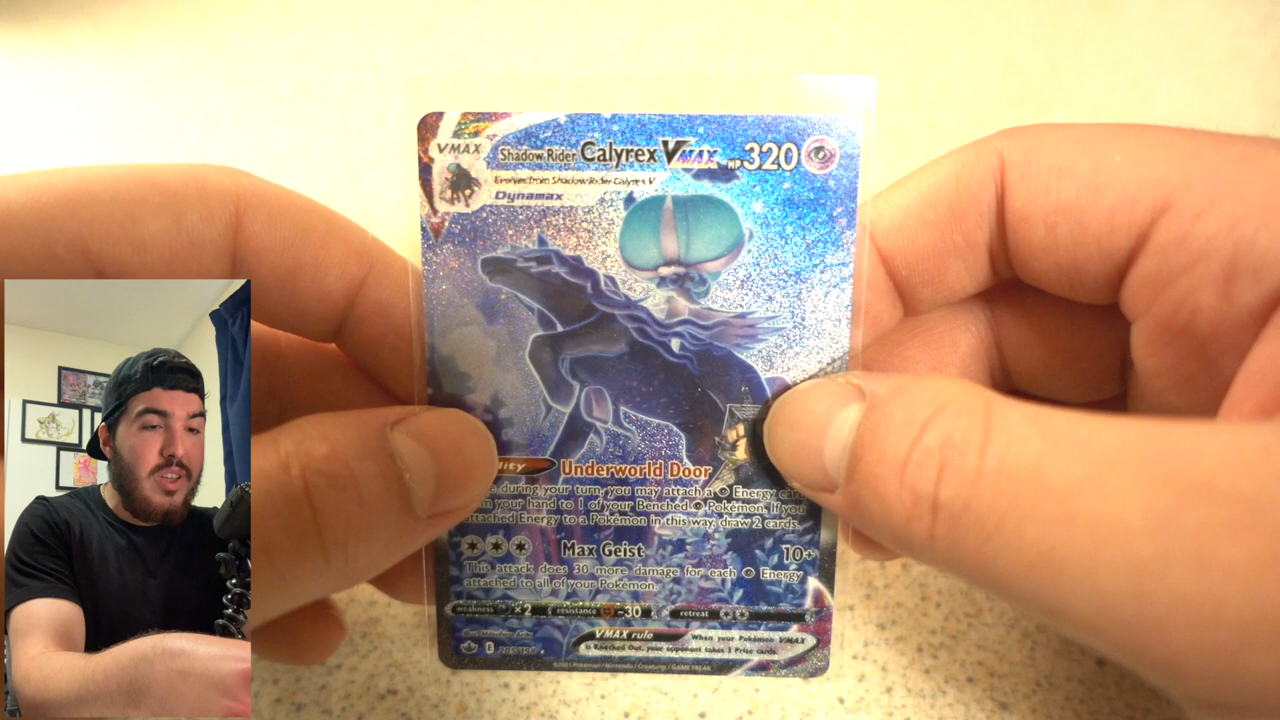 VMAX Shadow Rider Calyrex VMAX HP 320
Evolves from Shadow Rider Calyrex V
Dynamax
lity Underworld Door
e during your turn, you may attach a Energy car
m your hand to 1 of your Benched Pokémon. If you
attached Energy to a Pokémon in this way, draw 2 cards.
Max Geist 10+
This attack does 30 more damage for each Energy
attached to all of your Pokémon.
weakness ×2 resistance -30 retreat
VMAX rule When your Pokémon VMAX
is Knocked Out, your opponent takes 3 Prize cards.
E 205/198
©2021 Pokémon / Nintendo / Creatures / GAME FREAK